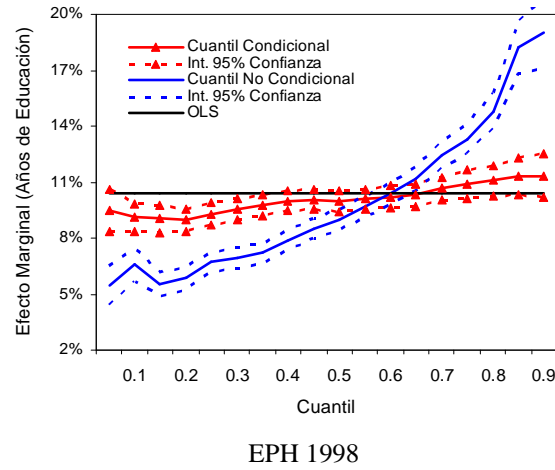 20%
17%
14%
11%
8%
5%
2%
Efecto Marginal (Años de Educación)
Cuantil Condicional
Int. 95% Confianza
Cuantil No Condicional
Int. 95% Confianza
OLS
0.1 0.2 0.3 0.4 0.5 0.6 0.7 0.8 0.9
Cuantil
EPH 1998